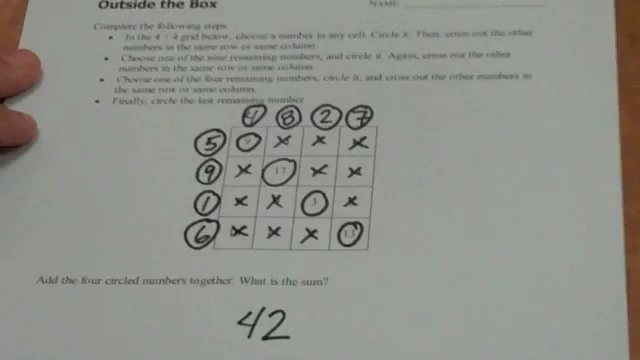 Outside the Box
NAME
Complete the following steps.
• In the 4 × 4 grid below, choose a number in any cell. Circle it. Then, cross out the other
numbers in the same row or same column.
• Choose one of the nine remaining numbers, and circle it. Again, cross out the other
numbers in the same row or same column.
• Choose one of the four remaining numbers, circle it, and cross out the other numbers in
the same row or same column.
• Finally, circle the last remaining number.
4 8 2 7
5 9 × × ×
9 × 17 × ×
1 × × 3 ×
6 × × × 13
Add the four circled numbers together. What is the sum?
42